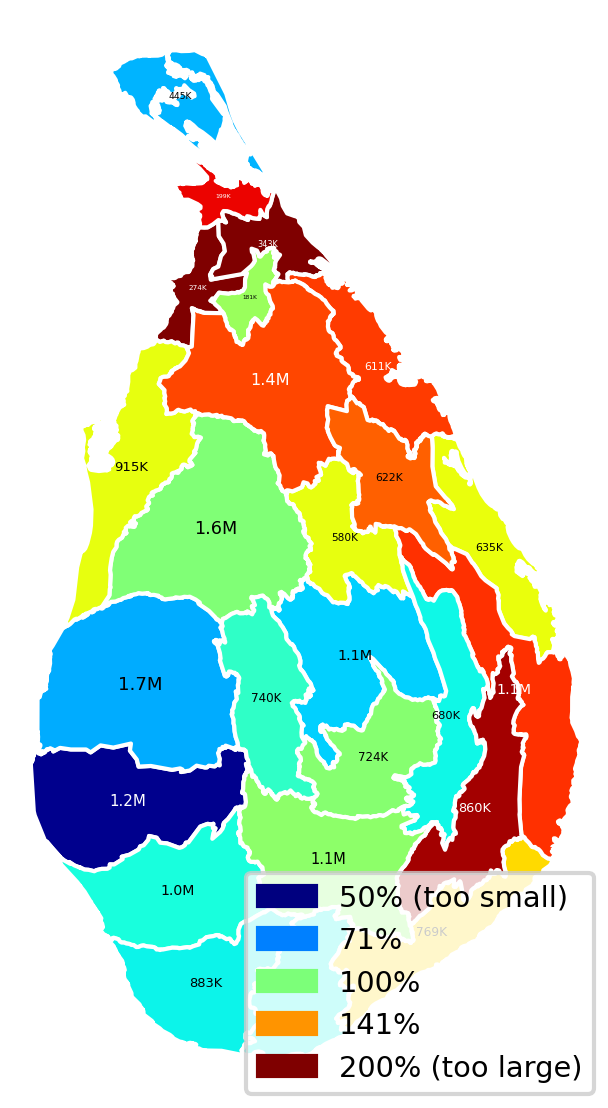 445K
199K
343K
274K
181K
611K
1.4M
915K
622K
1.6M
580K
635K
1.1M
1.7M
1.1M
740K
680K
724K
1.2M
860K
1.1M
1.0M
769K
883K
50% (too small)
71%
100%
141%
200% (too large)